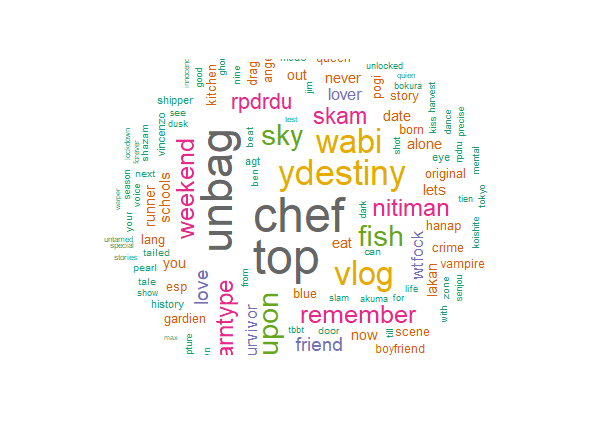 queen
unlocked
innocence
good
nine
drag
out
never
quien
bokura
kitchen
jim
pogi
story
shipper
rpdrdu
lover
kiss
harvest
see
skam
date
dance
precise
dusk
test
sky
wabi
born
alone
shot
lockdown
forever
shazam
vincenzo
weekend
unbag
beat
agt
ben
ydestiny
eye
rpdru
mental
original
season
voice
next
schools
runner
your
warper
chef
nitiman
lets
tien
tokyo
dark
koishite
untamed
special
stories
lang
tailed
you
top
eat
can
fish
hanap
crime
pearl
tale
show
esp
love
from
vlog
wtfock
vampire
lakan
zone
senjou
history
gardien
arntype
upon
blue
slam
akuma
for
life
with
remember
max
pture
urvivor
tbbt
door
now
till
scene
friend
boyfriend